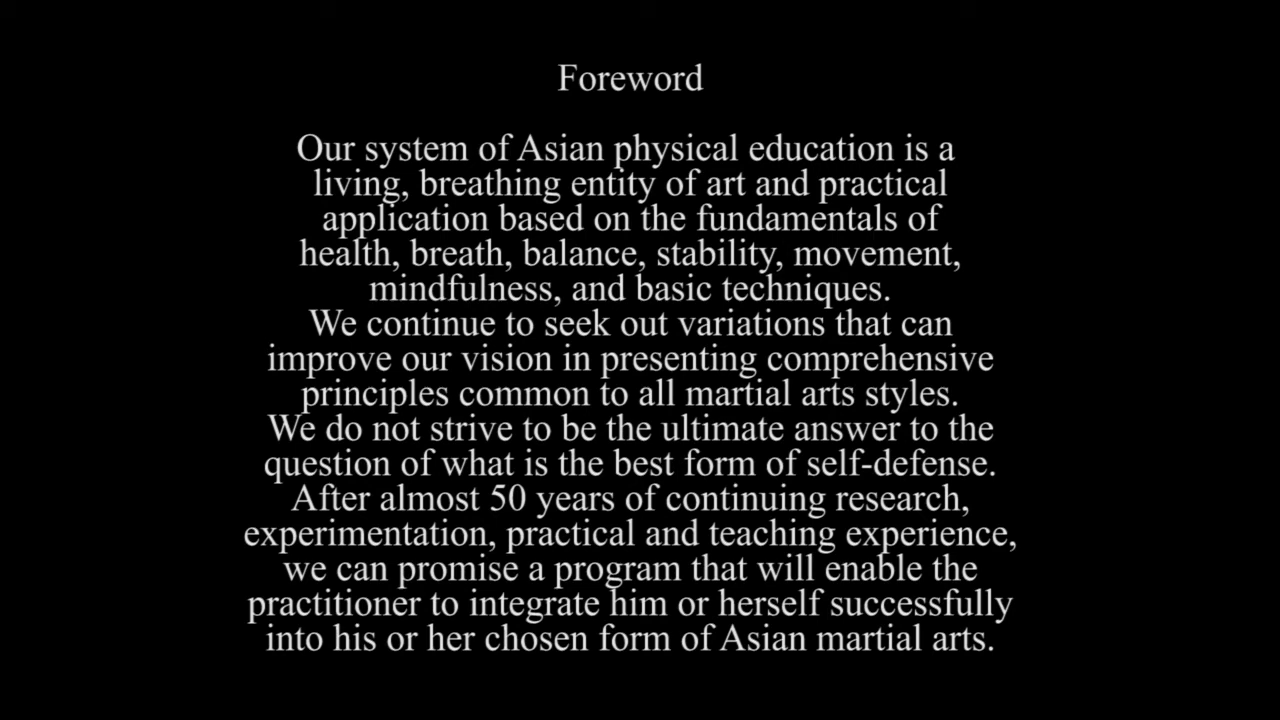 Foreword
Our system of Asian physical education is a
living, breathing entity of art and practical
application based on the fundamentals of
health, breath, balance, stability, movement,
mindfulness, and basic techniques.
We continue to seek out variations that can
improve our vision in presenting comprehensive
principles common to all martial arts styles.
We do not strive to be the ultimate answer to the
question of what is the best form of self-defense.
After almost 50 years of continuing research,
experimentation, practical and teaching experience,
we can promise a program that will enable the
practitioner to integrate him or herself successfully
into his or her chosen form of Asian martial arts.